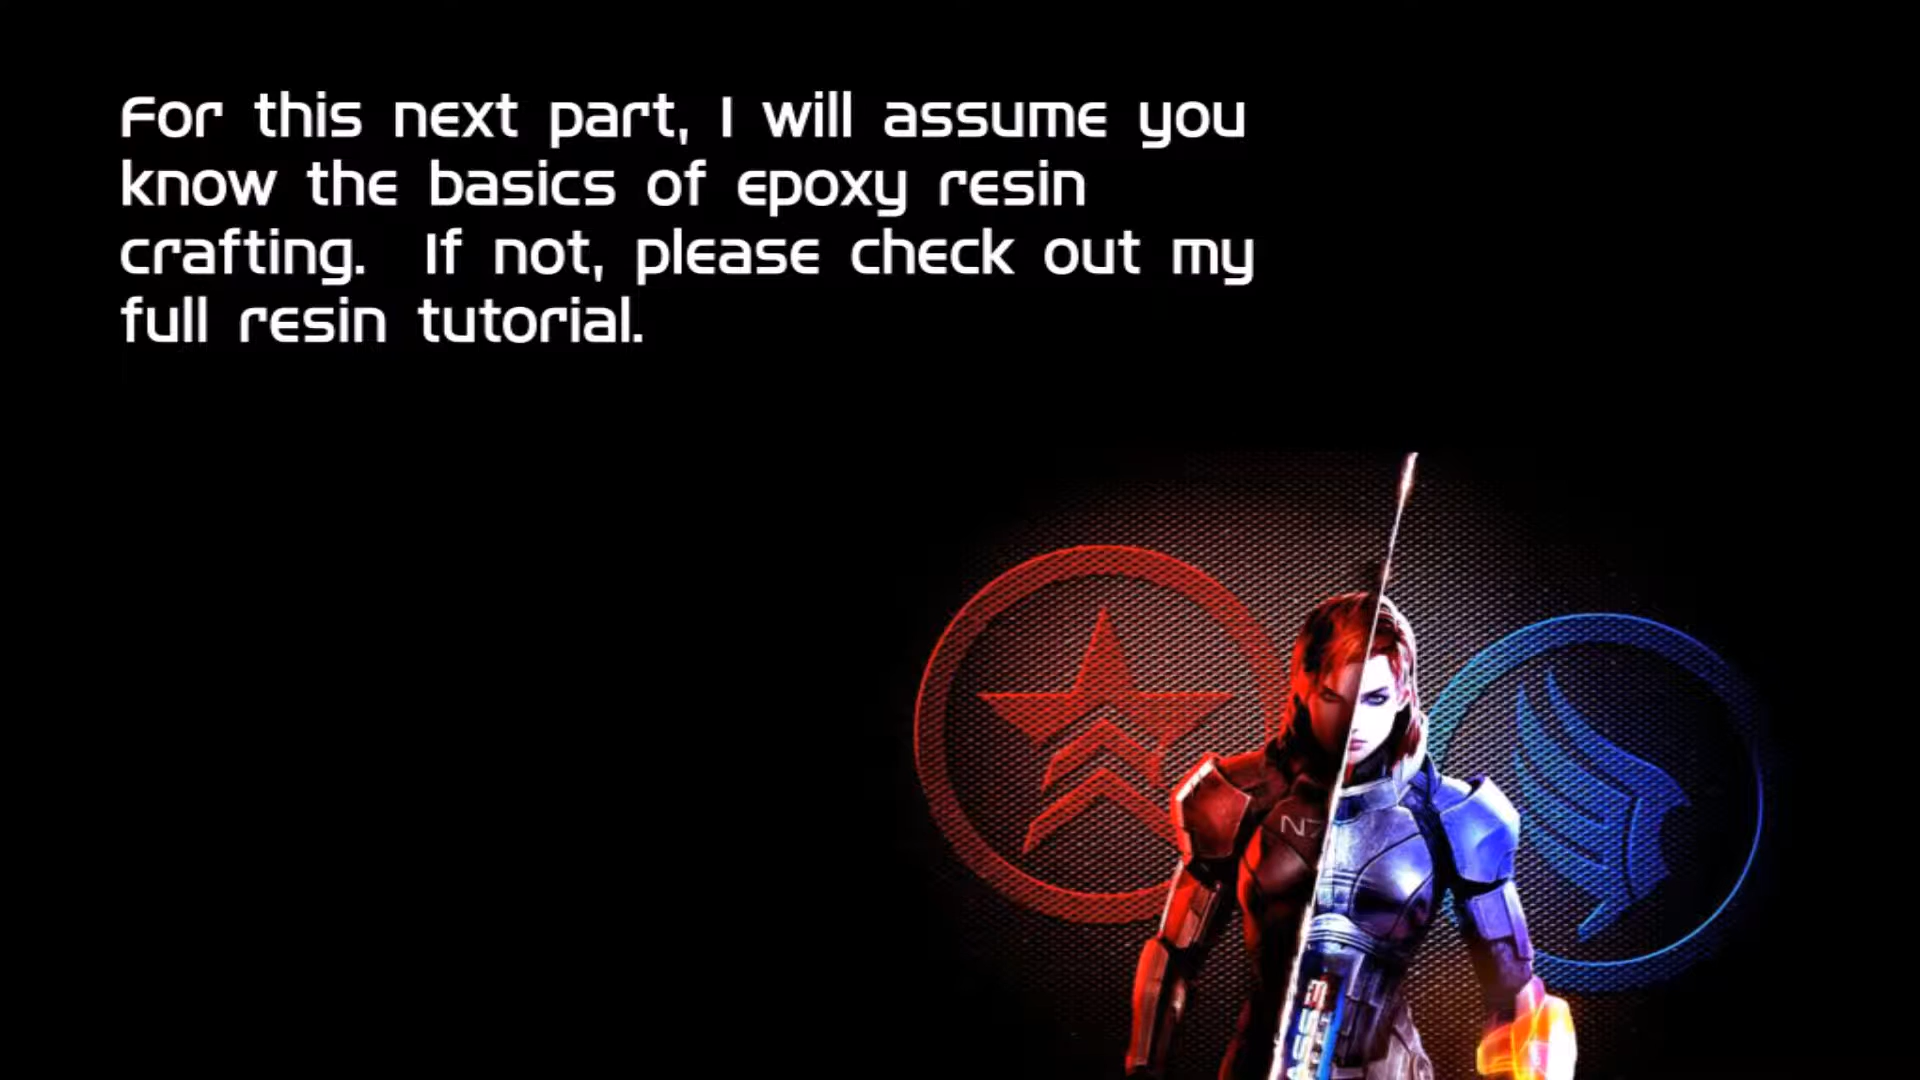 For this next part, I will assume you
know the basics of epoxy resin
crafting. If not, please check out my
full resin tutorial.
N7